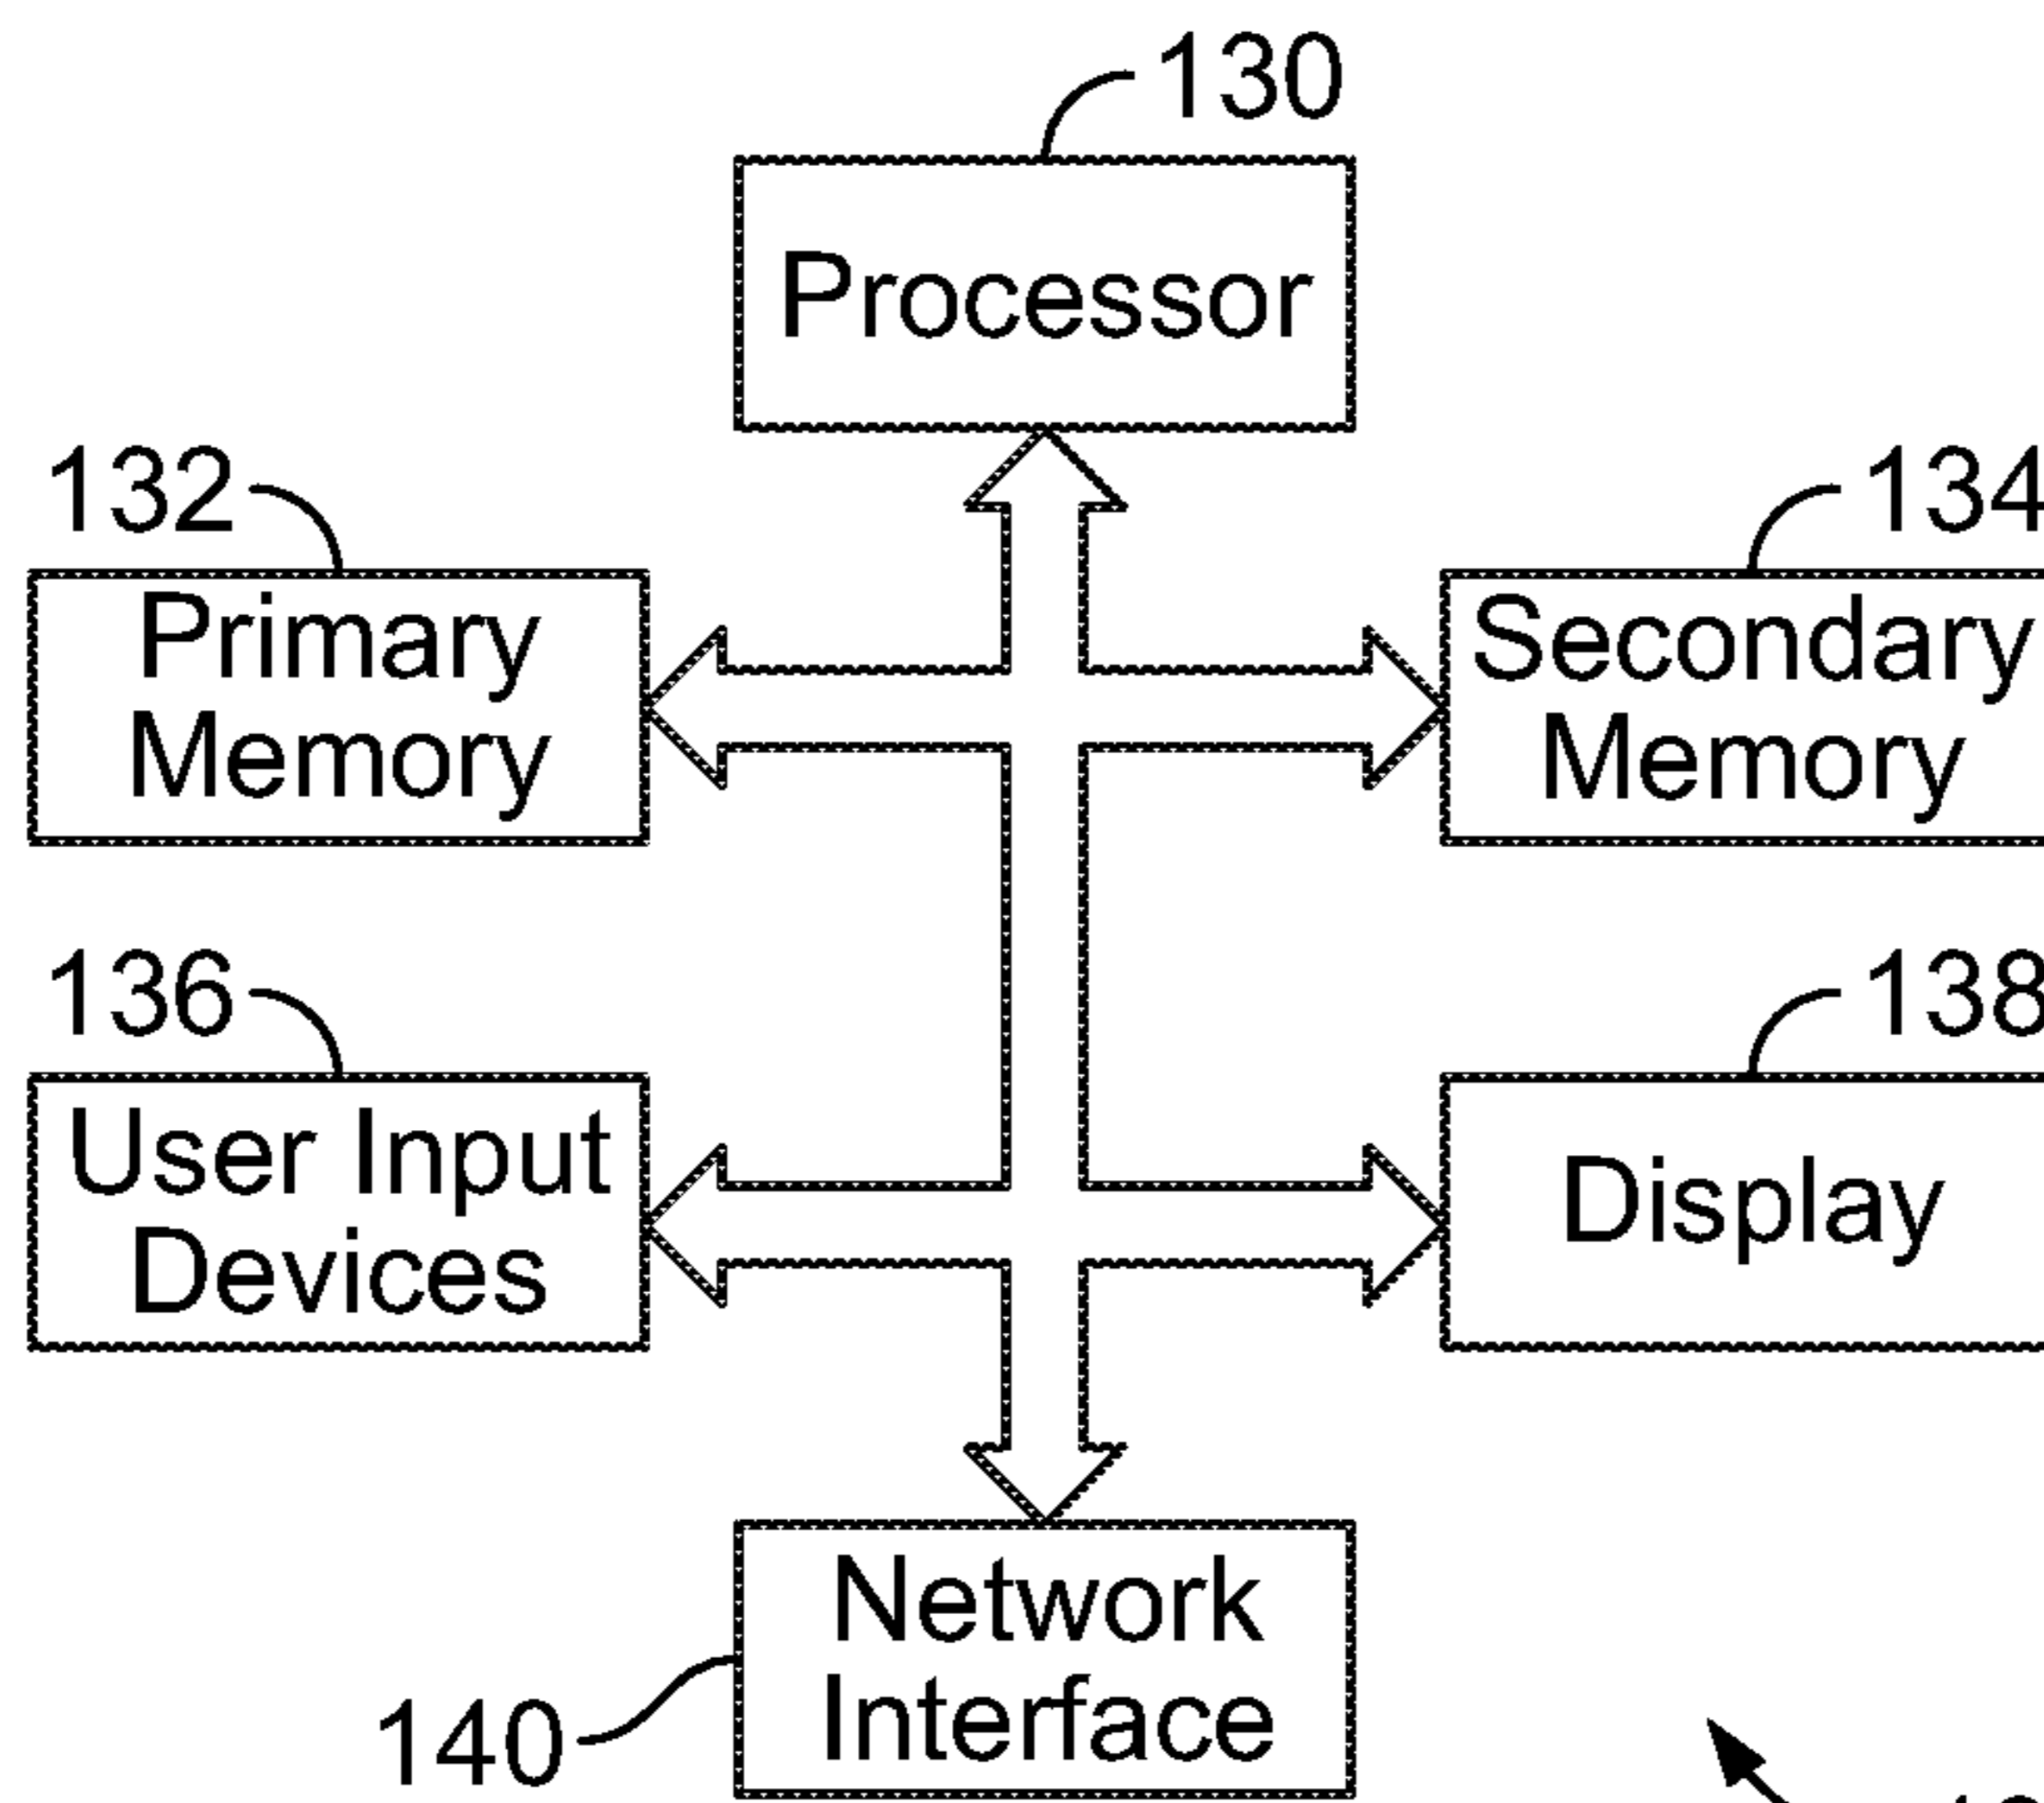 130
Processor
132
134
Primary
Memory
Secondary
Memory
136
138
User Input
Devices
Display
Network
Interface
140